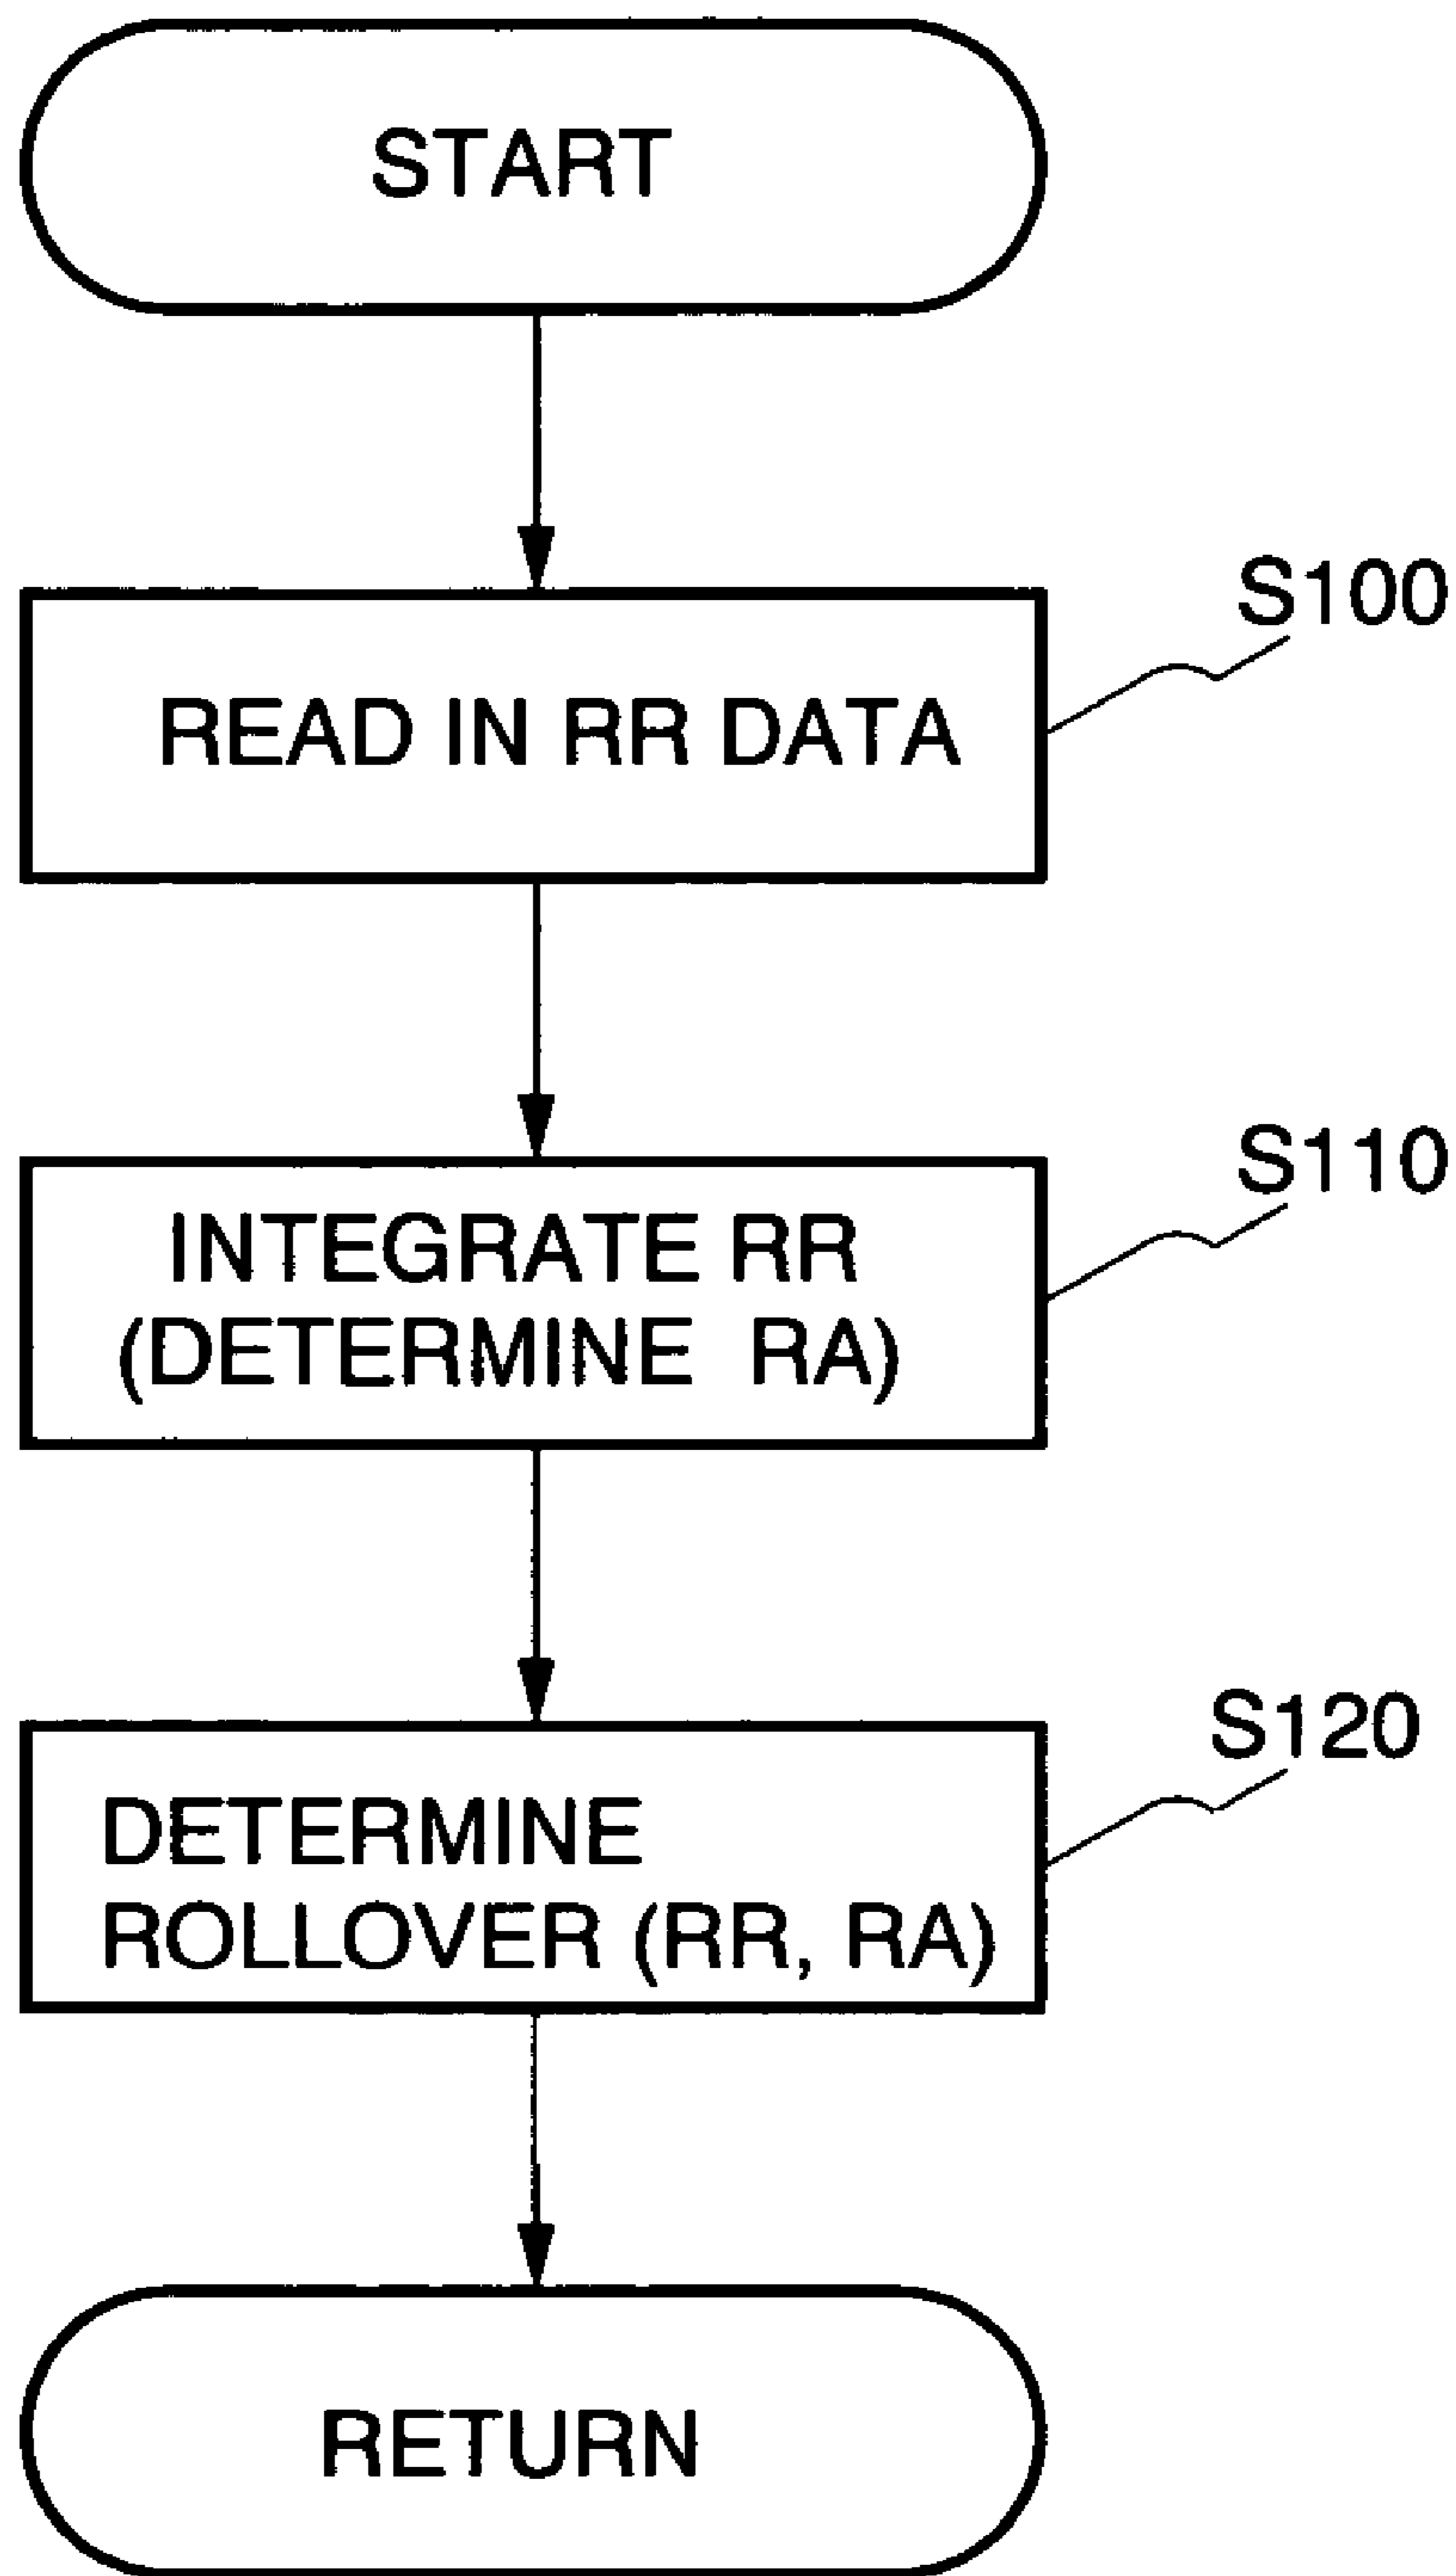 START
S100
READ IN RR DATA
S110
INTEGRATE RR
(DETERMINE RA)
S120
DETERMINE
ROLLOVER (RR, RA)
RETURN